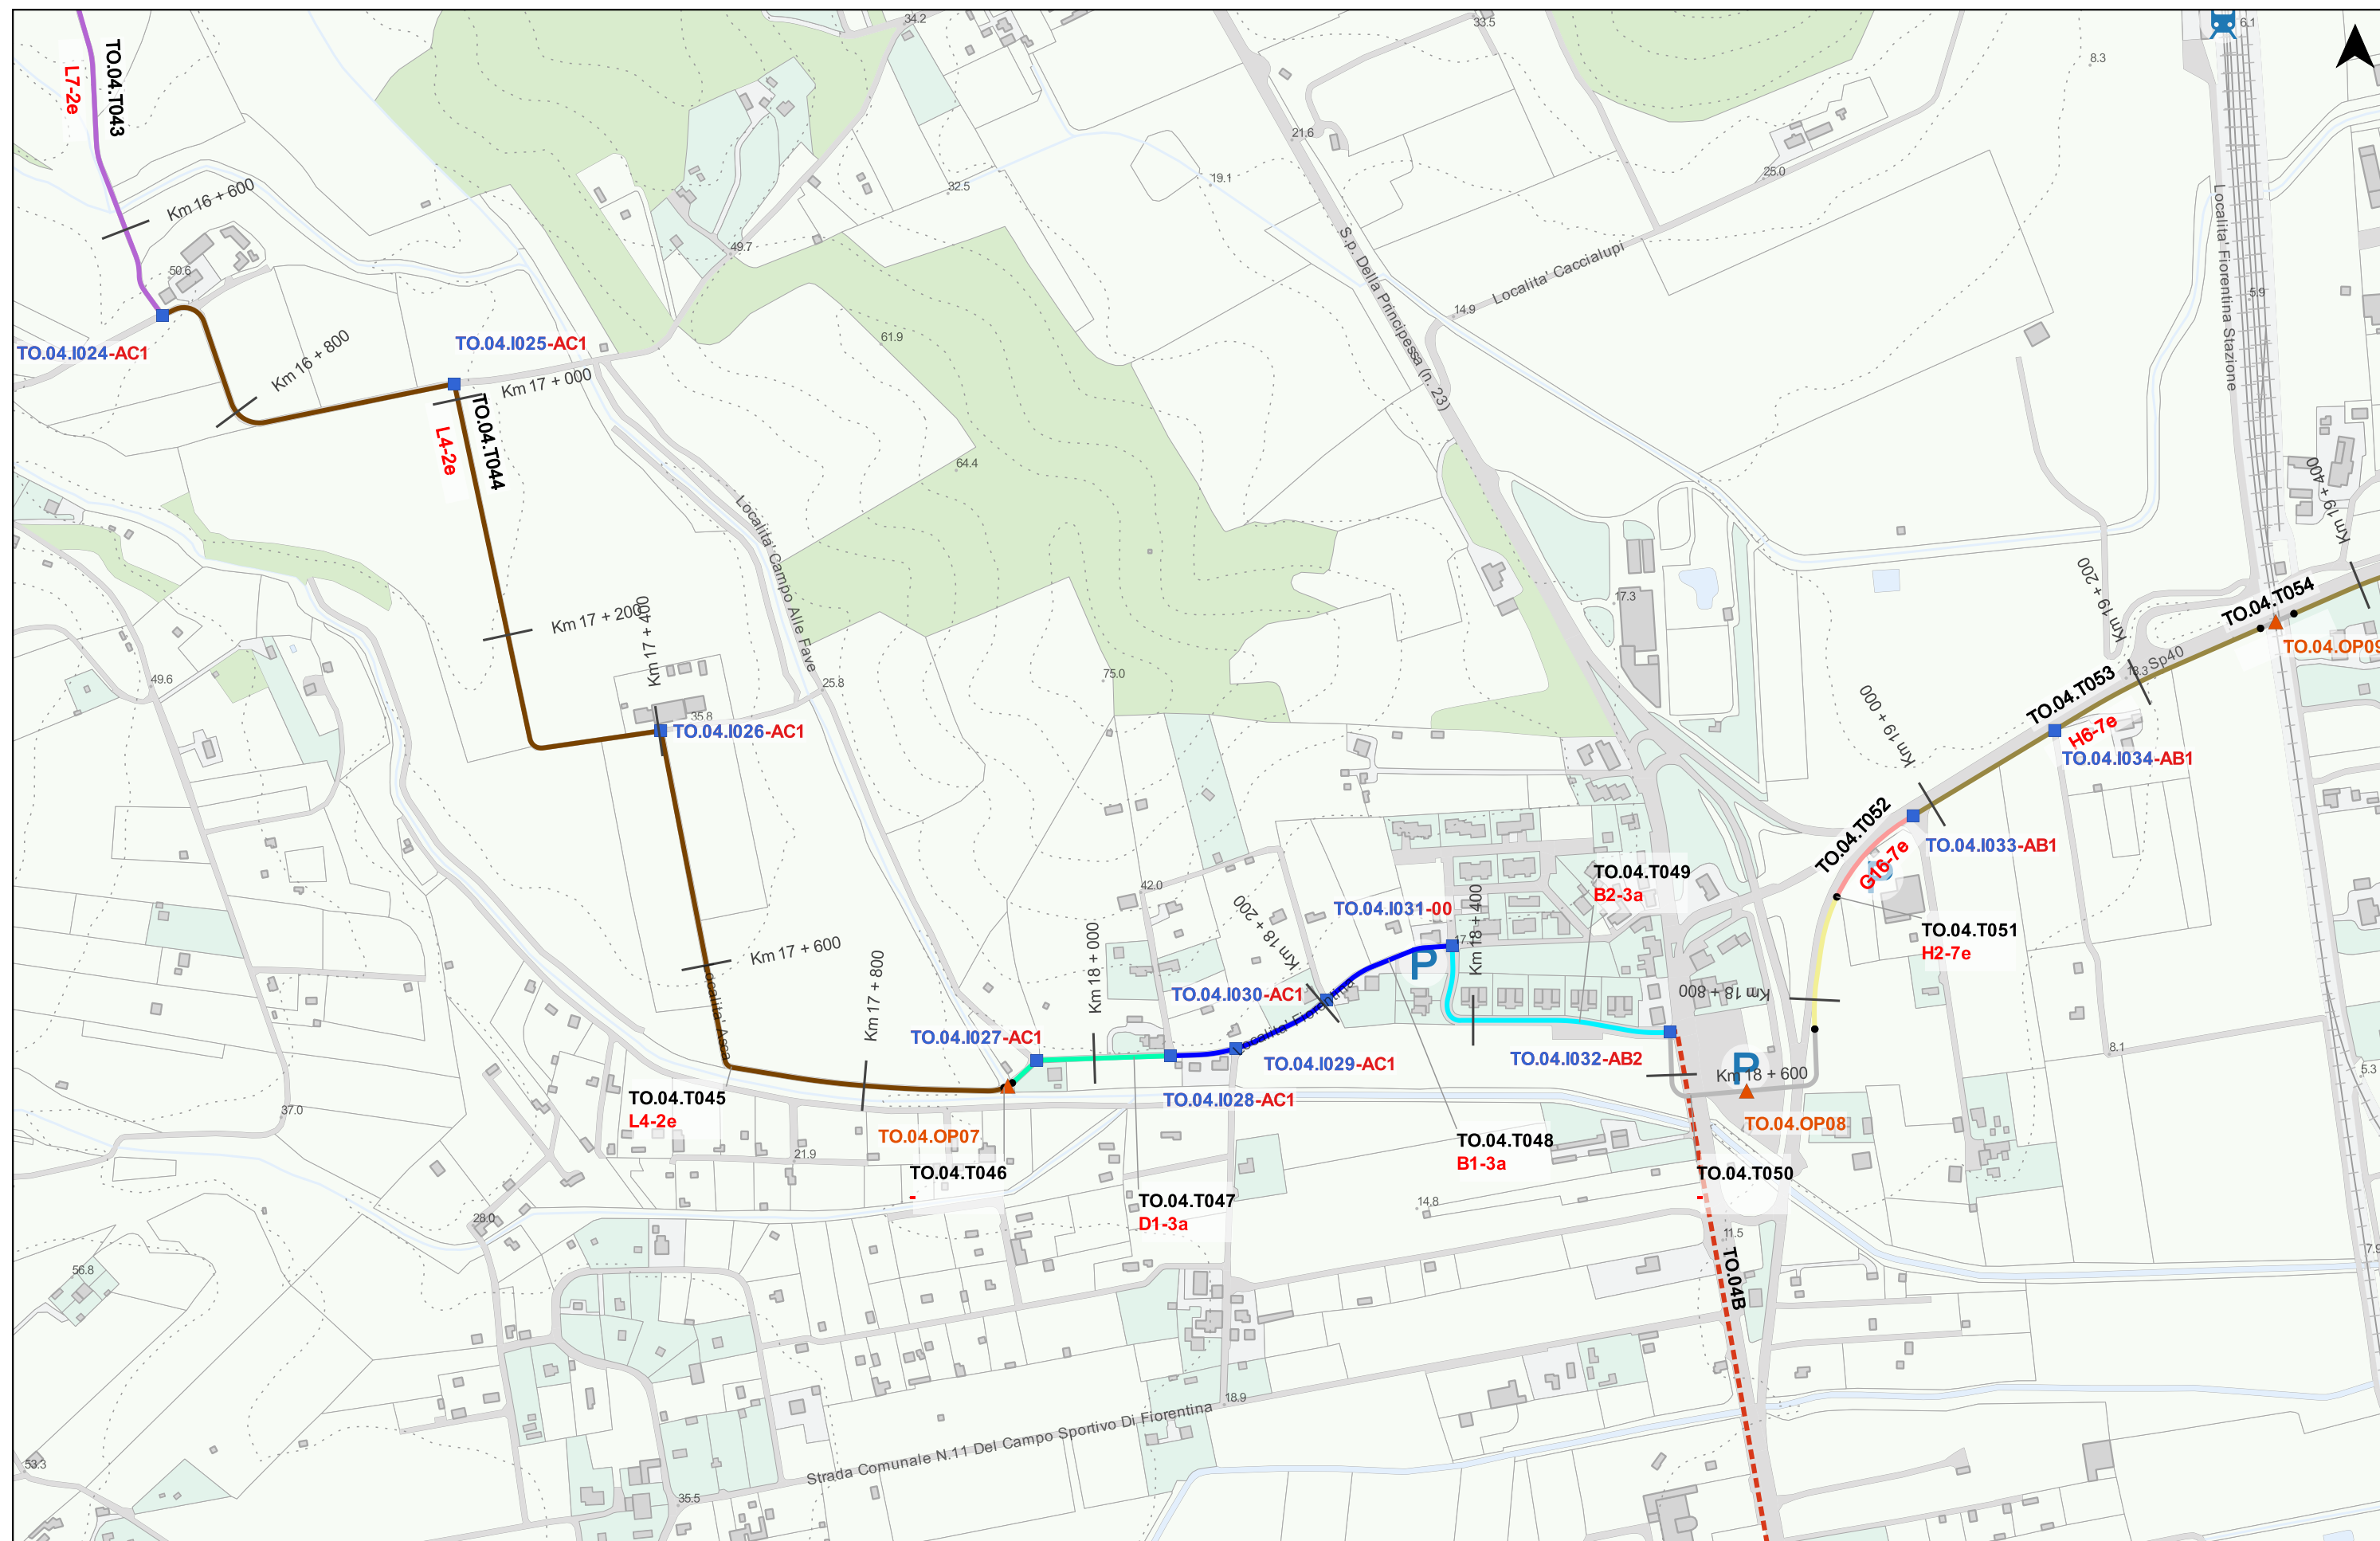 34.2
33.5
6.1
TO.04.T043
L7-2e
8.3
21.6
Km 16 + 600
32.5
19.1
25.0
Localita' Fiorentina Stazione
49.7
50.6
S.p. Della Principessa (n. 23)
Localita' Caccialupi
5.9
14.9
61.9
TO.04.I024-AC1
Km 16 + 800
TO.04.I025-AC1
Km 17 + 000
TO.04.T044
L4-2e
64.4
Km 19 + 400
Localita' Campo Alle Fave
Km 17 + 200
Km 17 + 400
17.3
Km 19 + 200
TO.04.T054
TO.04.OP09
Sp40
13.3
49.6
25.8
75.0
35.8
TO.04.I026-AC1
TO.04.T053
H6-7e
TO.04.I034-AB1
Km 19 + 000
TO.04.T052
G16-7e
TO.04.I033-AB1
42.0
TO.04.T049
B2-3a
TO.04.I031-00
Km 18 + 400
Km 18 + 200
TO.04.T051
H2-7e
Km 17 + 600
P
Km 17 + 800
Km 18 + 000
TO.04.I030-AC1
Km 18 + 800
Localita' Fiorentina
TO.04.I027-AC1
TO.04.I029-AC1
TO.04.I032-AB2
8.1
5.3
P
Km 18 + 600
TO.04.T045
L4-2e
TO.04.I028-AC1
37.0
TO.04.OP08
TO.04.OP07
21.9
TO.04.T048
B1-3a
TO.04.T046
-
TO.04.T050
-
TO.04.T047
D1-3a
14.8
28.0
11.5
7.9
56.8
TO.04B
18.9
Strada Comunale N.11 Del Campo Sportivo Di Fiorentina
53.3
35.5